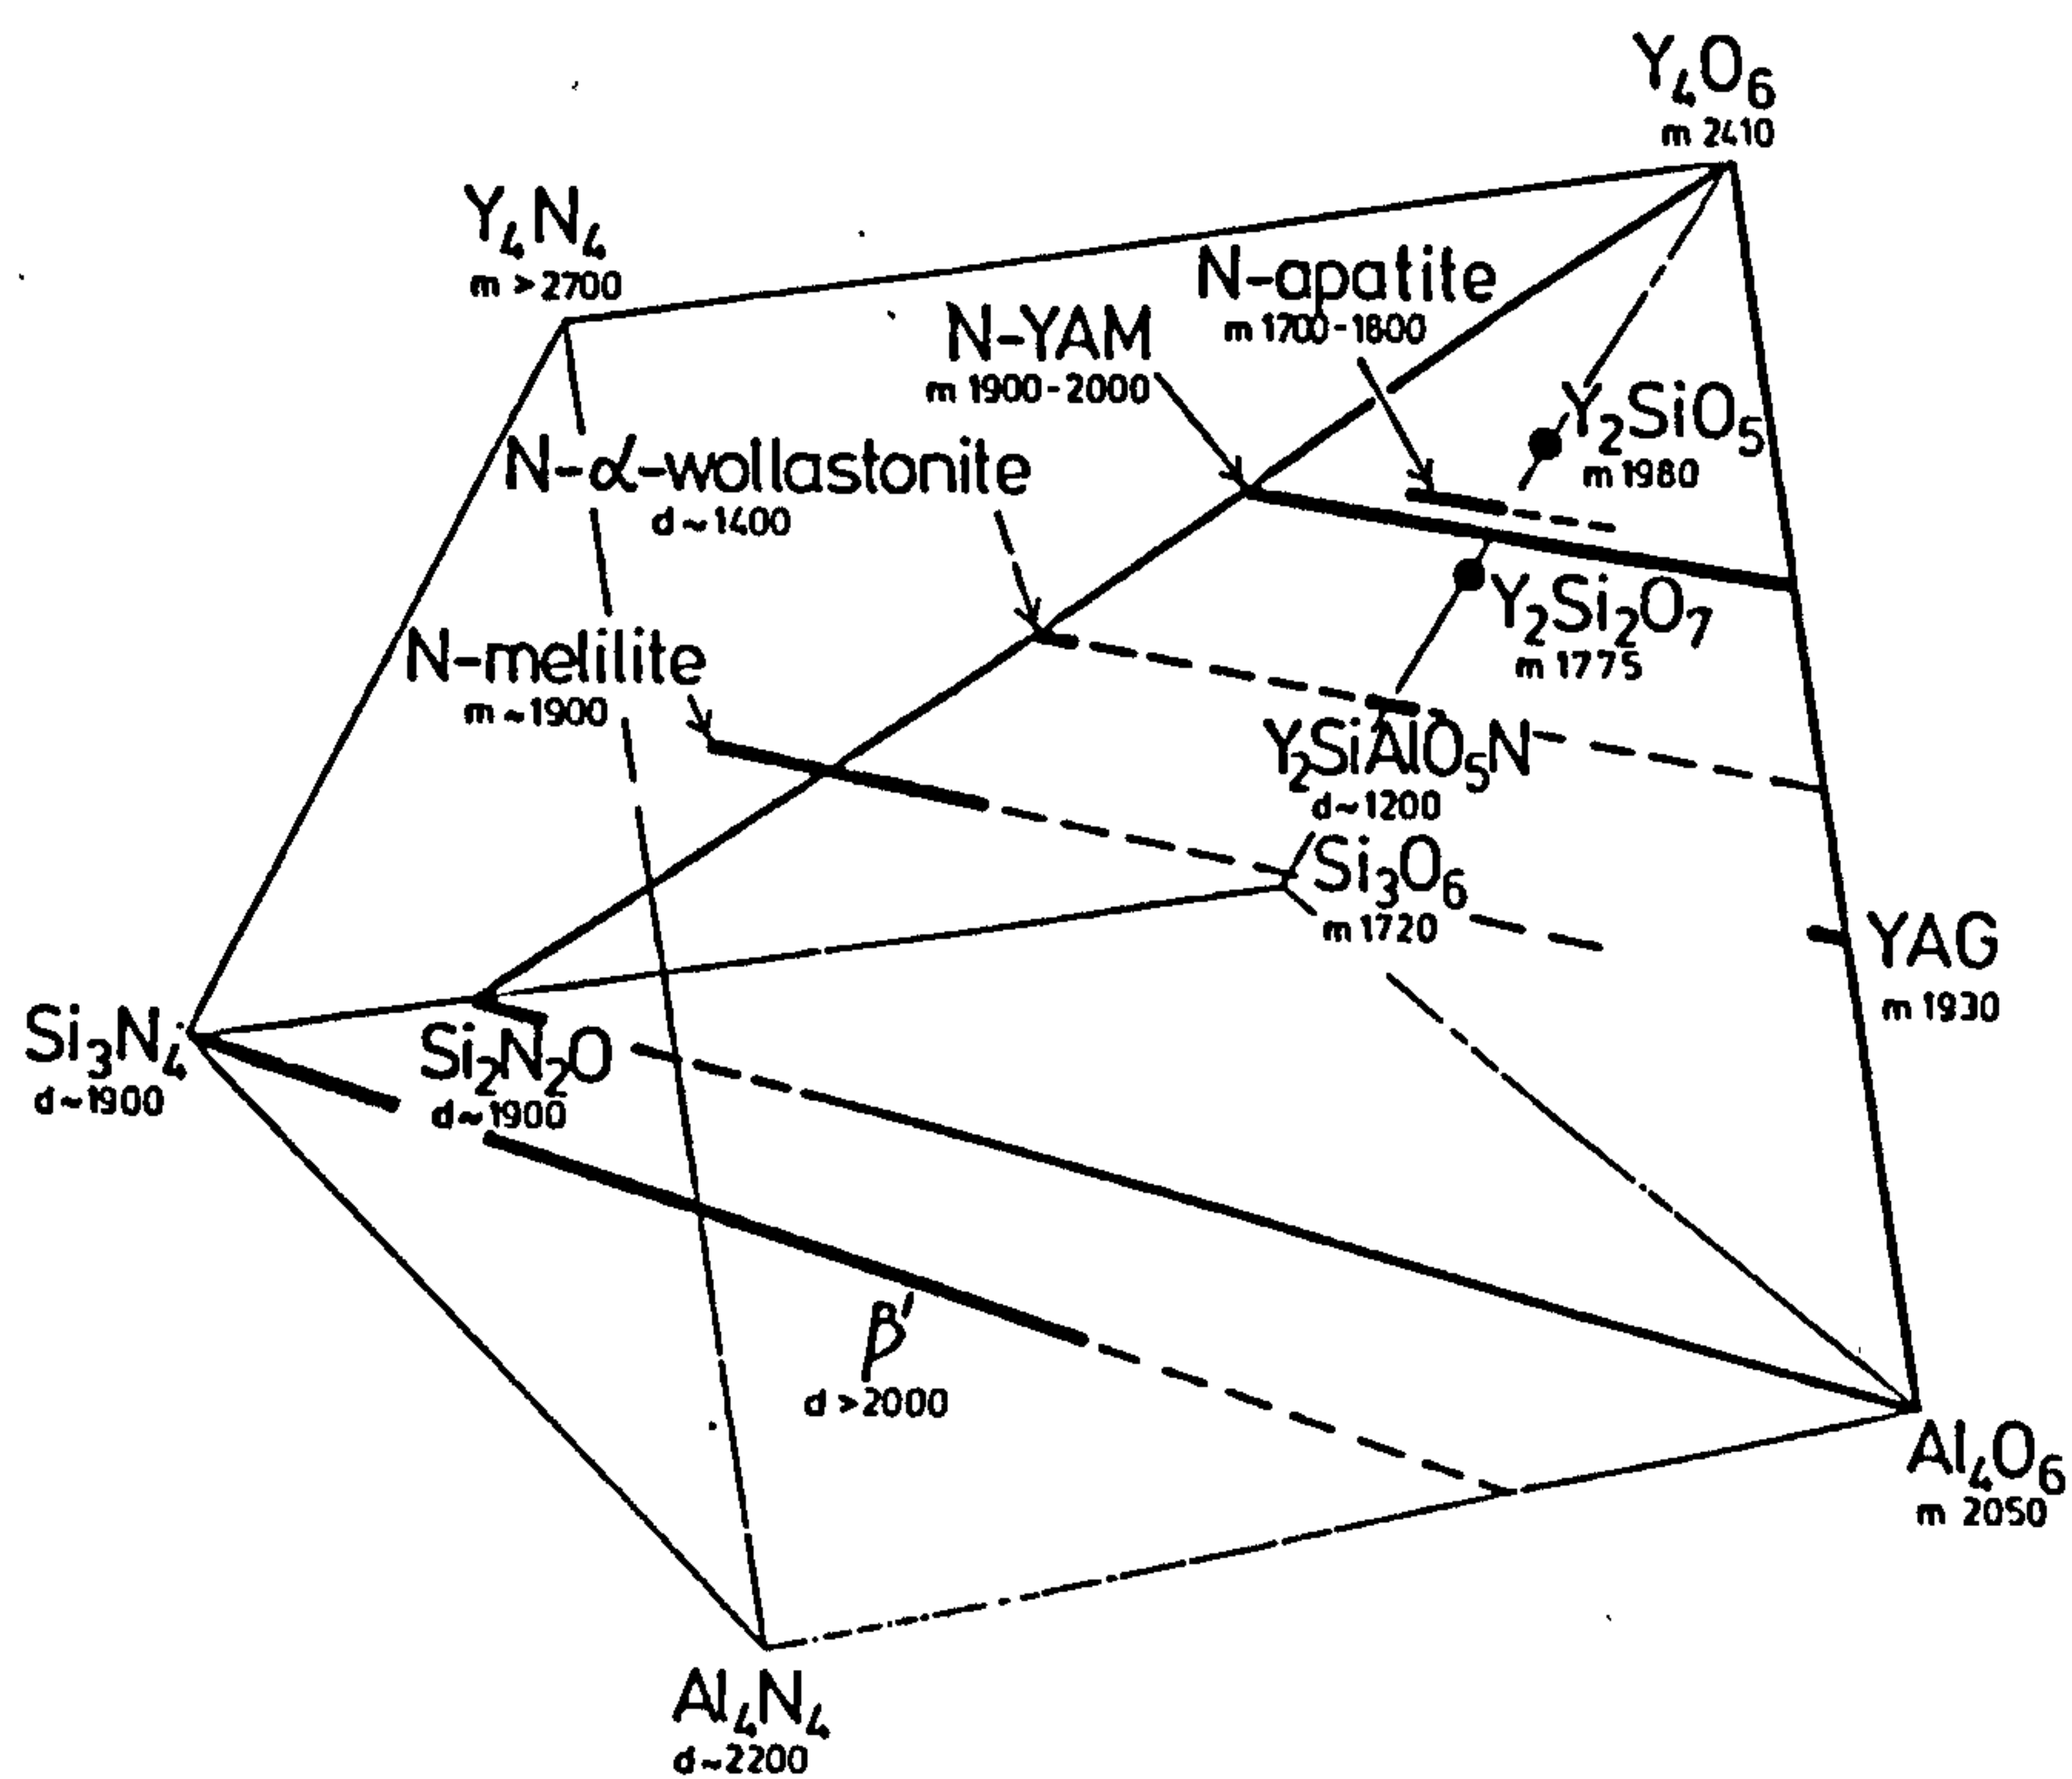 Y₄O₆
m 2410
Y₄N₄
m >2700
N-apatite
m 1700-1800
N-YAM
m 1900-2000
Y₂SiO₅
m 1980
N-α-wollastonite
d ~1400
Y₂Si₂O₇
m 1775
N-melilite
m ~1900
Y₂SiAlO₅N
d ~1200
Si₃O₆
m 1720
YAG
m 1930
Si₃N₄
d ~1900
Si₂N₂O
d ~1900
β′
d >2000
Al₄O₆
m 2050
Al₄N₄
d ~2200